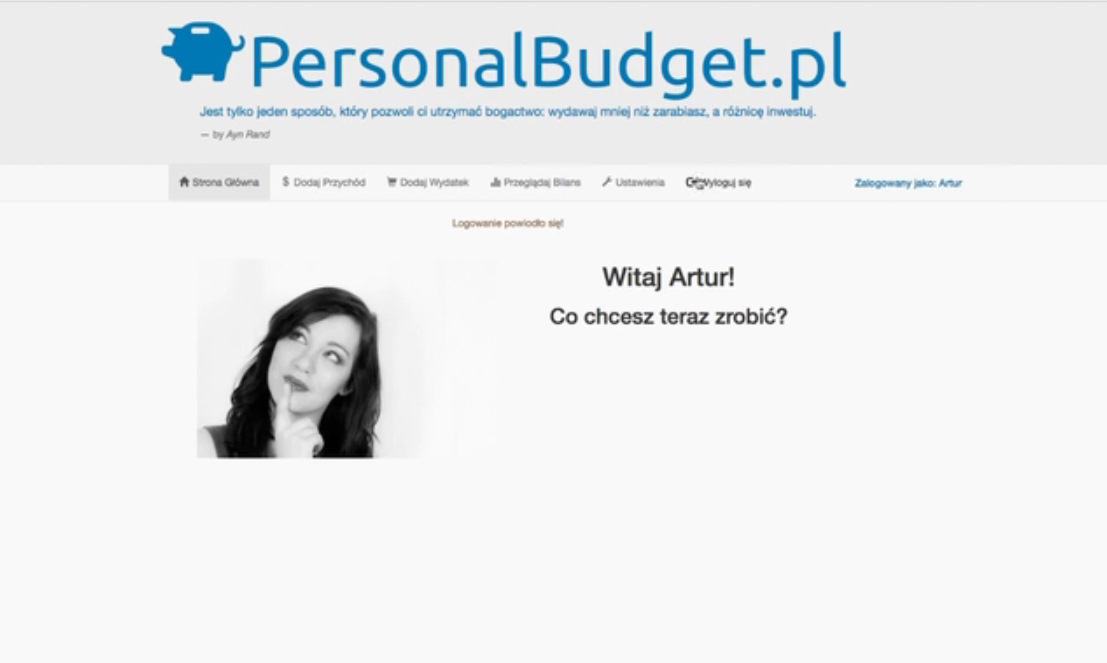 PersonalBudget.pl
Jest tylko jeden sposób, który pozwoli ci utrzymać bogactwo: wydawaj mniej niż zarabiasz, a różnicę inwestuj.
— by Ayn Rand
Strona Główna $ Dodaj Przychód Dodaj Wydatek Przeglądaj Bilans Ustawienia Wyloguj się Zalogowany jako: Artur
Logowanie powiodło się!
Witaj Artur!
Co chcesz teraz zrobić?